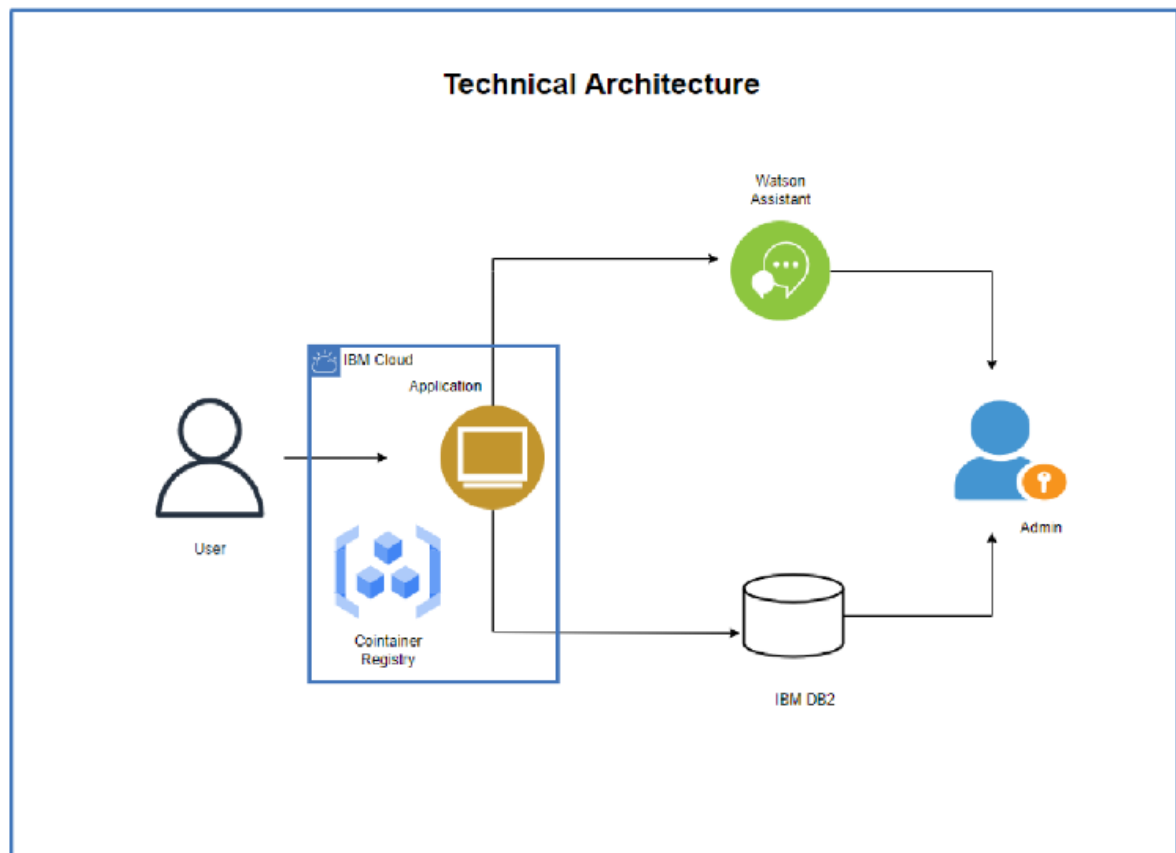 Technical Architecture
Watson
Assistant
IBM Cloud
Application
User
Cointainer
Registry
Admin
IBM DB2